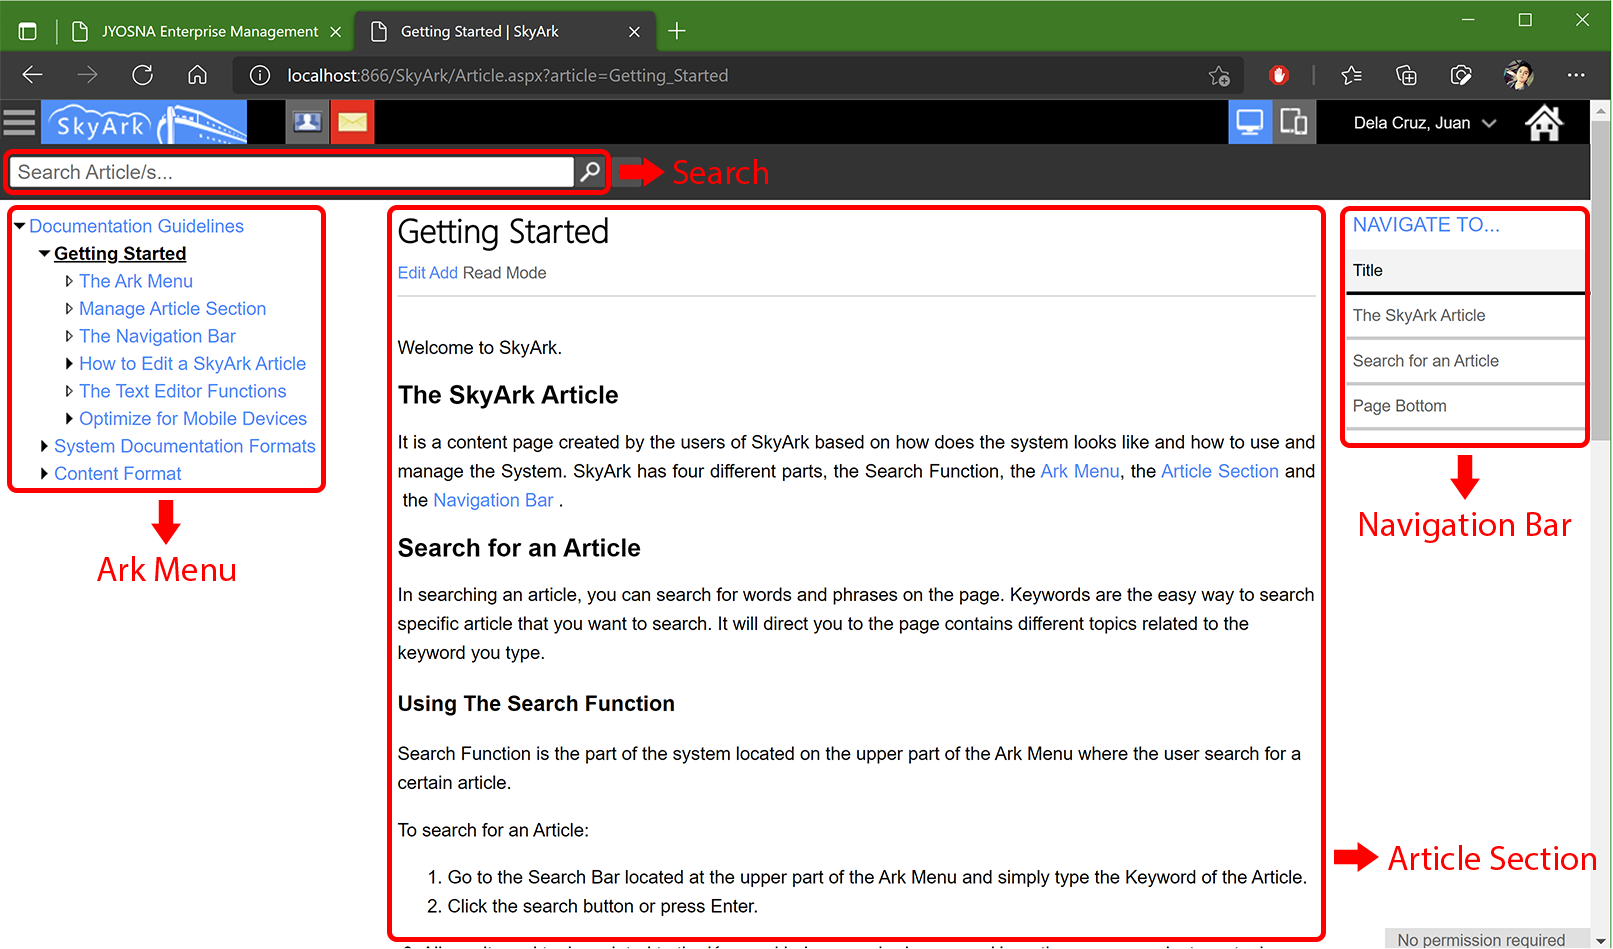 JYOSNA Enterprise Management
Getting Started | SkyArk
localhost:866/SkyArk/Article.aspx?article=Getting_Started
SkyArk
Dela Cruz, Juan
Search Article/s...
Search
Documentation Guidelines
Getting Started
The Ark Menu
Manage Article Section
The Navigation Bar
How to Edit a SkyArk Article
The Text Editor Functions
Optimize for Mobile Devices
System Documentation Formats
Content Format
Ark Menu
Getting Started
Edit Add Read Mode
Welcome to SkyArk.
The SkyArk Article
It is a content page created by the users of SkyArk based on how does the system looks like and how to use and
manage the System. SkyArk has four different parts, the Search Function, the Ark Menu, the Article Section and
the Navigation Bar .
Search for an Article
In searching an article, you can search for words and phrases on the page. Keywords are the easy way to search
specific article that you want to search. It will direct you to the page contains different topics related to the
keyword you type.
Using The Search Function
Search Function is the part of the system located on the upper part of the Ark Menu where the user search for a
certain article.
To search for an Article:
1. Go to the Search Bar located at the upper part of the Ark Menu and simply type the Keyword of the Article.
2. Click the search button or press Enter.
NAVIGATE TO...
Title
The SkyArk Article
Search for an Article
Page Bottom
Navigation Bar
Article Section
No permission required